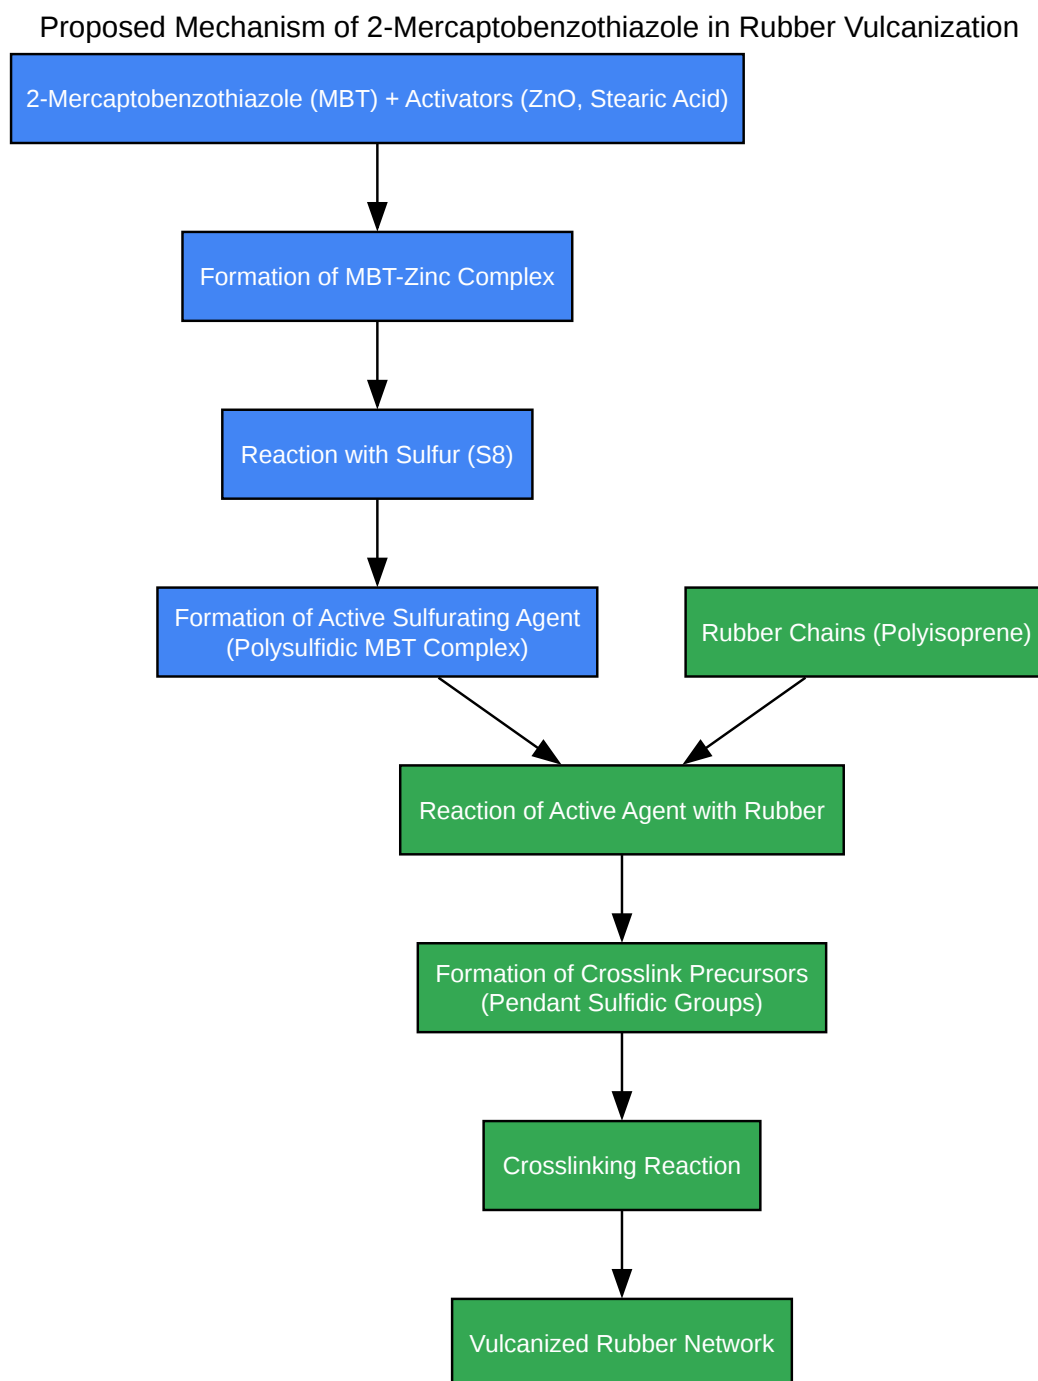 Proposed Mechanism of 2-Mercaptobenzothiazole in Rubber Vulcanization
2-Mercaptobenzothiazole (MBT) + Activators (ZnO, Stearic Acid)
Formation of MBT-Zinc Complex
Reaction with Sulfur (S8)
Formation of Active Sulfurating Agent
(Polysulfidic MBT Complex)
Rubber Chains (Polyisoprene)
Reaction of Active Agent with Rubber
Formation of Crosslink Precursors
(Pendant Sulfidic Groups)
Crosslinking Reaction
Vulcanized Rubber Network